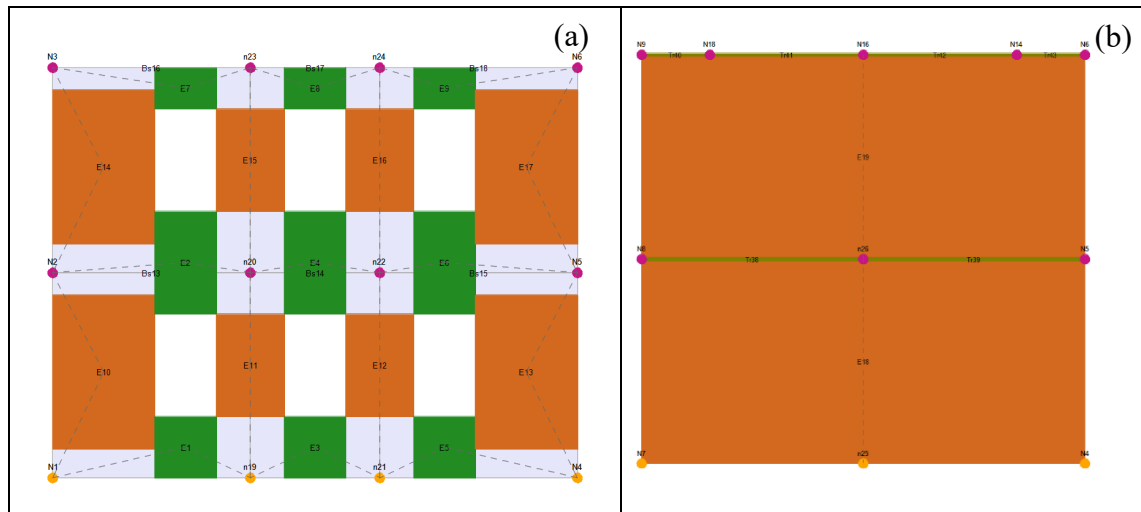 (a)
N3 n23 n24 N6
Bs16 Bs17 Bs18
E7 E8 E9
E14 E15 E16 E17
E2 E4 E6
N2 n20 n22 N5
Bs13 Bs14 Bs15
E10 E11 E12 E13
E1 E3 E5
N1 n19 n21 N4
(b)
N9 N18 N16 N14 N6
Tr40 Tr41 Tr42 Tr43
E19
N8 n26 N5
Tr38 Tr39
E18
N7 n25 N4